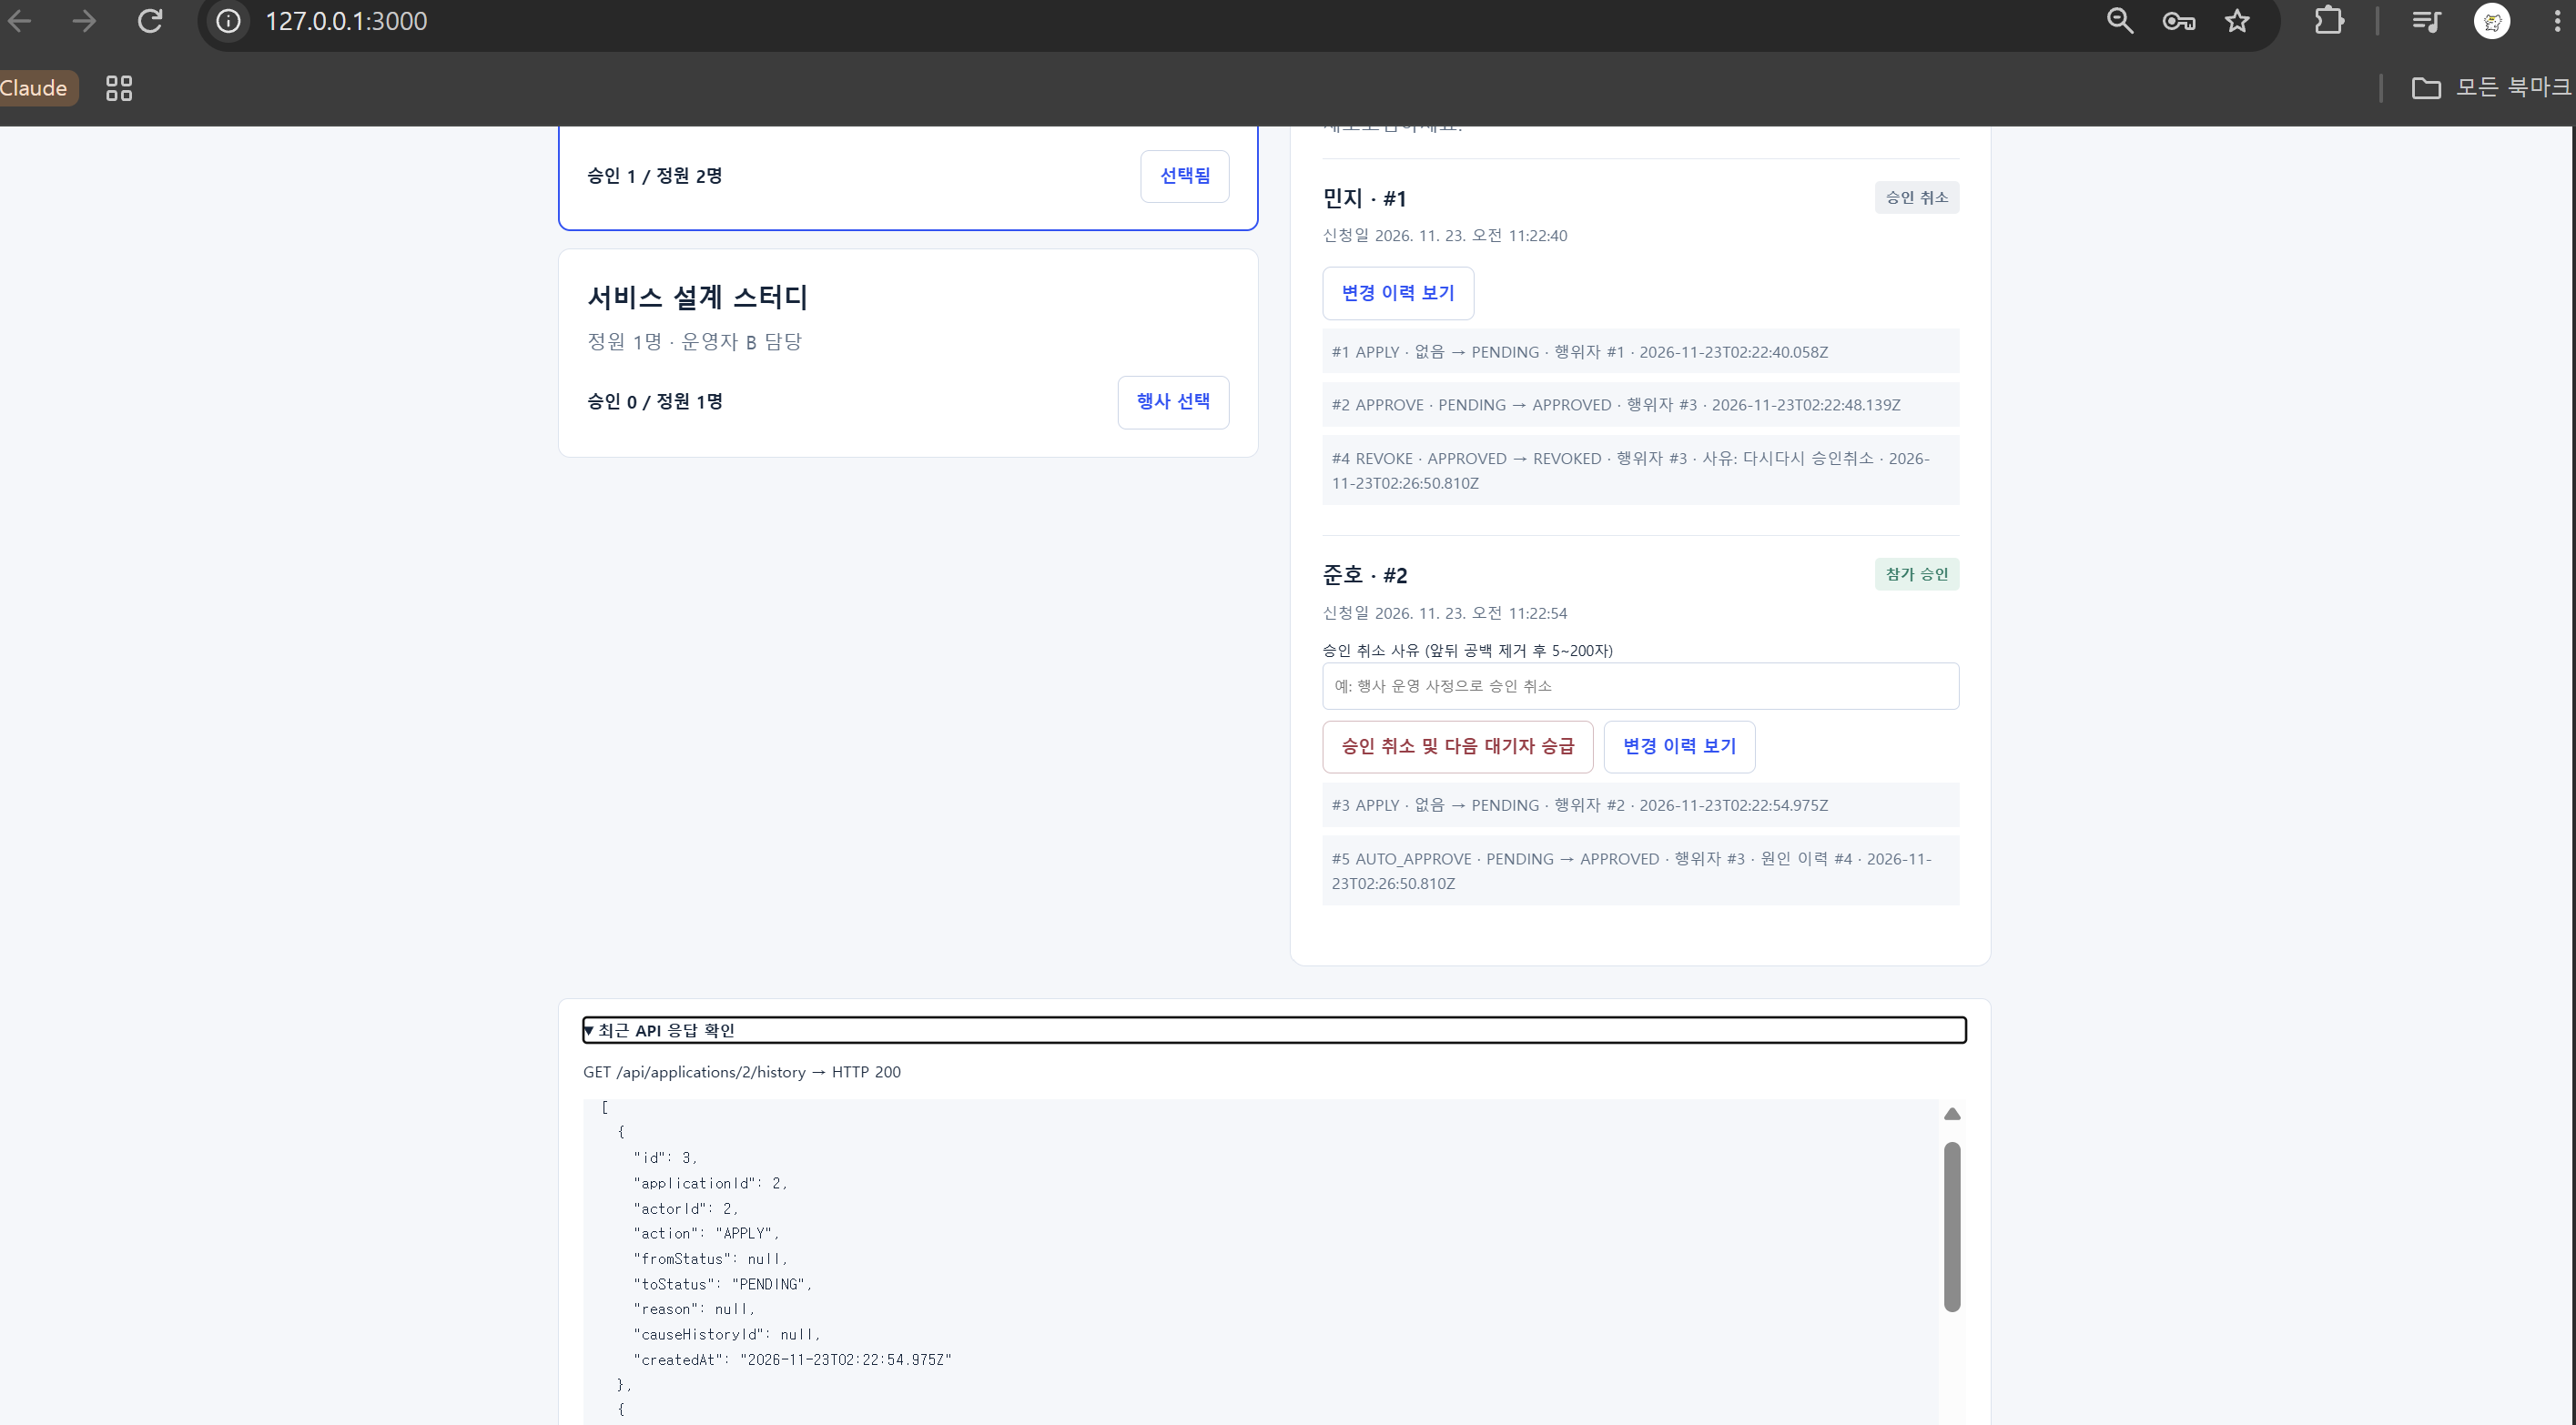 127.0.0.1:3000
Claude
모든 북마크
승인 1 / 정원 2명
선택됨
서비스 설계 스터디
정원 1명 · 운영자 B 담당
승인 0 / 정원 1명
행사 선택
민지 · #1
승인 취소
신청일 2026. 11. 23. 오전 11:22:40
변경 이력 보기
#1 APPLY · 없음 → PENDING · 행위자 #1 · 2026-11-23T02:22:40.058Z
#2 APPROVE · PENDING → APPROVED · 행위자 #3 · 2026-11-23T02:22:48.139Z
#4 REVOKE · APPROVED → REVOKED · 행위자 #3 · 사유: 다시다시 승인취소 · 2026-
11-23T02:26:50.810Z
준호 · #2
참가 승인
신청일 2026. 11. 23. 오전 11:22:54
승인 취소 사유 (앞뒤 공백 제거 후 5~200자)
예: 행사 운영 사정으로 승인 취소
승인 취소 및 다음 대기자 승급
변경 이력 보기
#3 APPLY · 없음 → PENDING · 행위자 #2 · 2026-11-23T02:22:54.975Z
#5 AUTO_APPROVE · PENDING → APPROVED · 행위자 #3 · 원인 이력 #4 · 2026-11-
23T02:26:50.810Z
▼ 최근 API 응답 확인
GET /api/applications/2/history → HTTP 200
[
{
"id": 3,
"applicationId": 2,
"actorId": 2,
"action": "APPLY",
"fromStatus": null,
"toStatus": "PENDING",
"reason": null,
"causeHistoryId": null,
"createdAt": "2026-11-23T02:22:54.975Z"
},
{